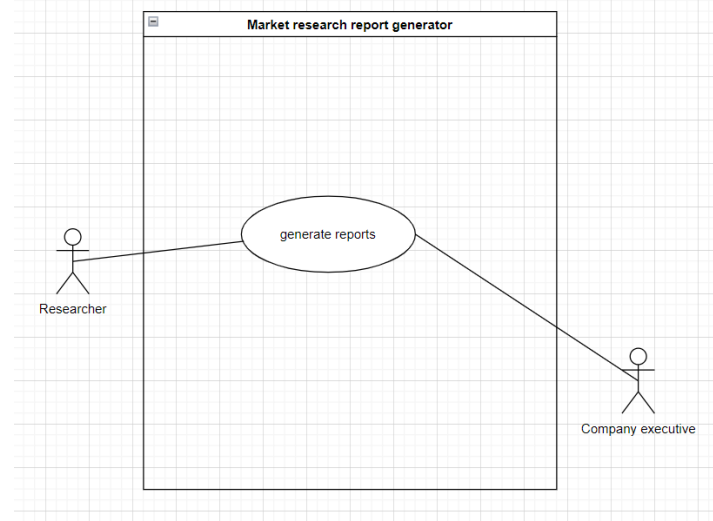 Market research report generator
generate reports
Researcher
Company executive